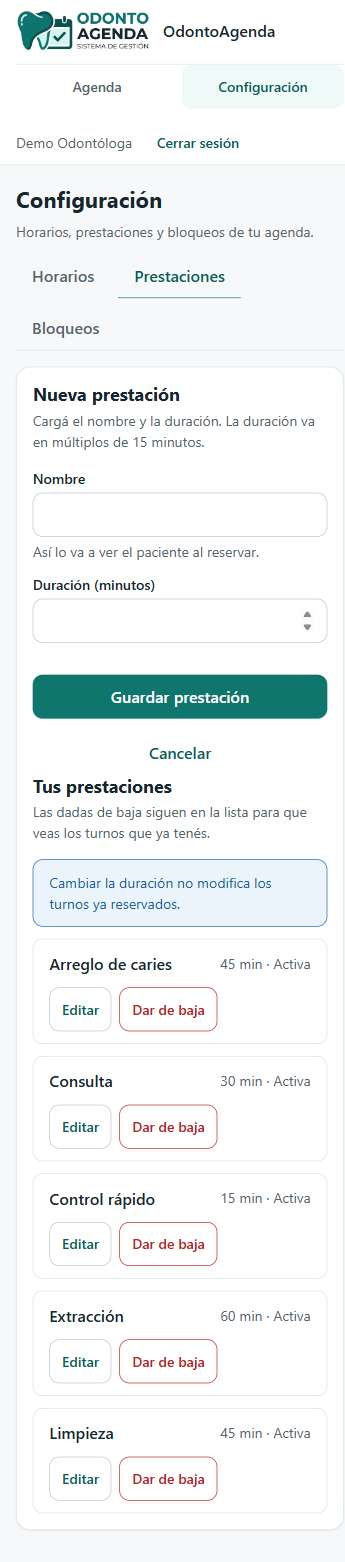 ODONTO
AGENDA
SISTEMA DE GESTIÓN
OdontoAgenda
Agenda
Configuración
Demo Odontóloga
Cerrar sesión
Configuración
Horarios, prestaciones y bloqueos de tu agenda.
Horarios
Prestaciones
Bloqueos
Nueva prestación
Cargá el nombre y la duración. La duración va
en múltiplos de 15 minutos.
Nombre
Así lo va a ver el paciente al reservar.
Duración (minutos)
Guardar prestación
Cancelar
Tus prestaciones
Las dadas de baja siguen en la lista para que
veas los turnos que ya tenés.
Cambiar la duración no modifica los
turnos ya reservados.
Arreglo de caries 45 min · Activa
Editar Dar de baja
Consulta 30 min · Activa
Editar Dar de baja
Control rápido 15 min · Activa
Editar Dar de baja
Extracción 60 min · Activa
Editar Dar de baja
Limpieza 45 min · Activa
Editar Dar de baja